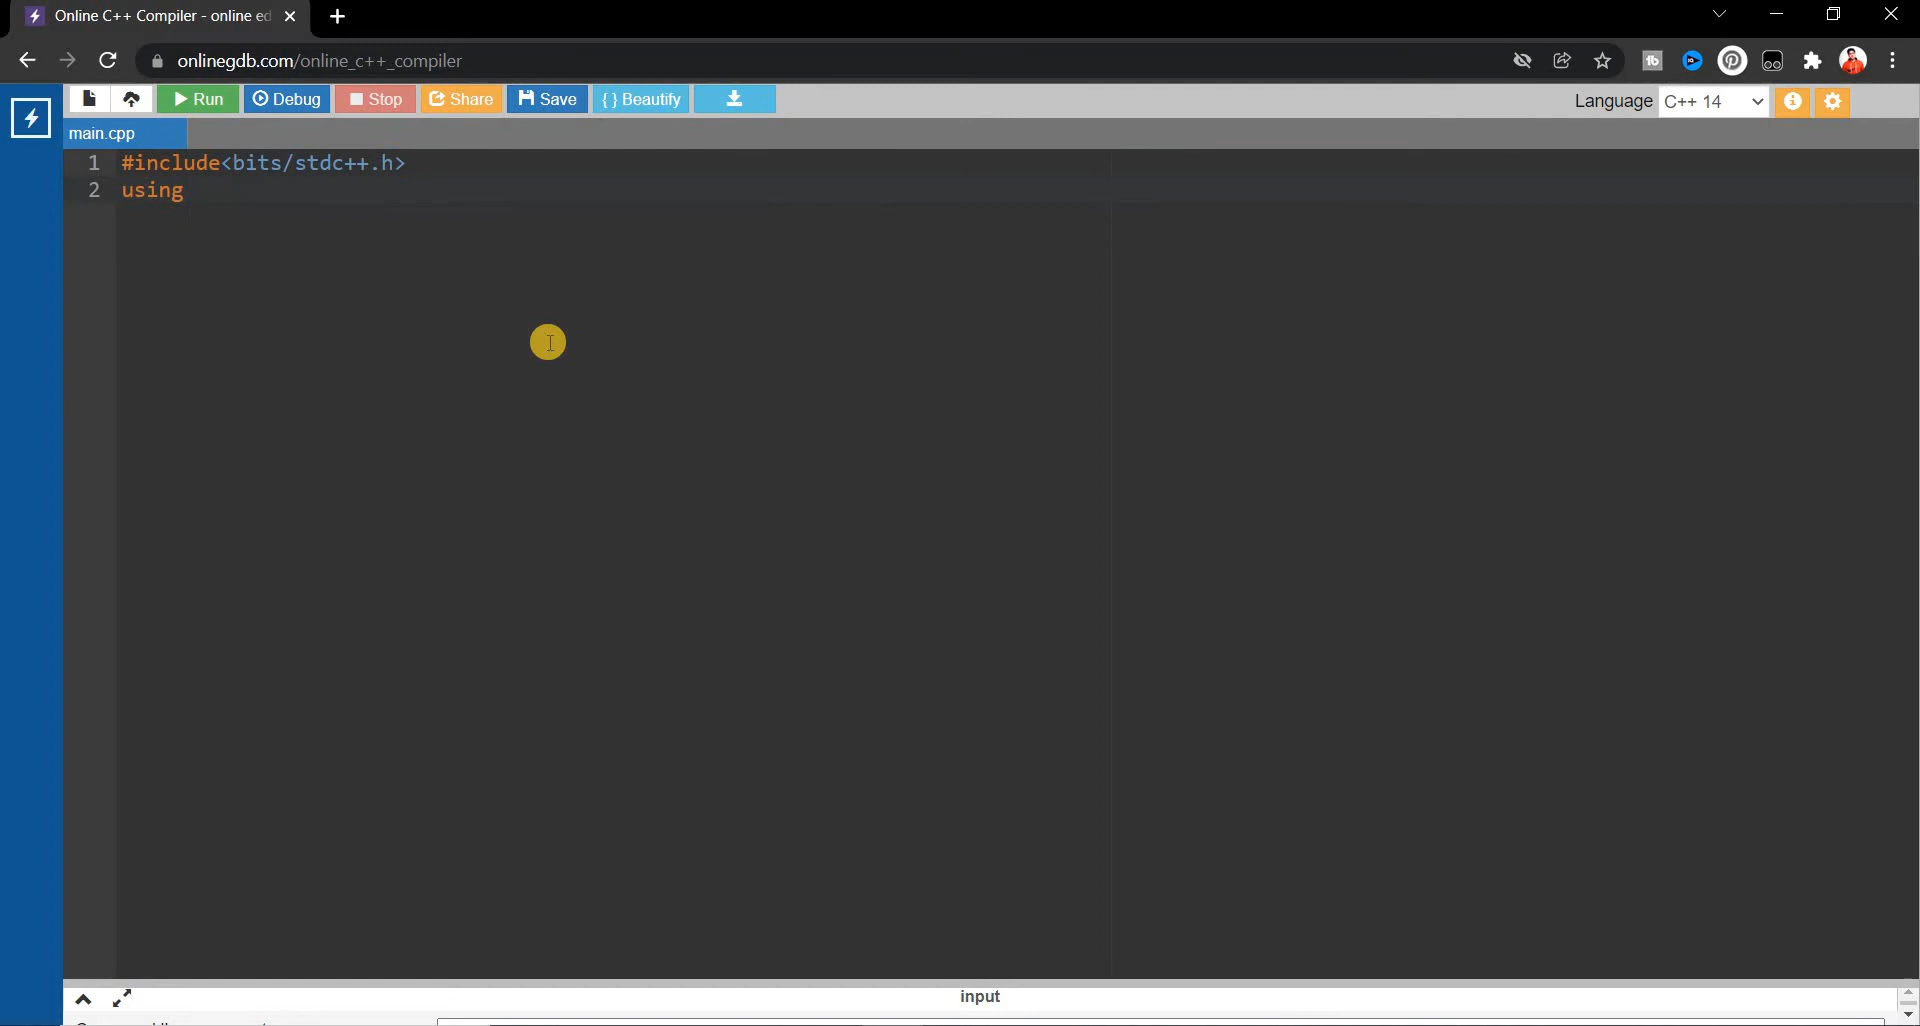 Online C++ Compiler - online ed
onlinegdb.com/online_c++_compiler
Run Debug Stop Share Save { } Beautify Language C++ 14
main.cpp
1 #include<bits/stdc++.h>
2 using
input